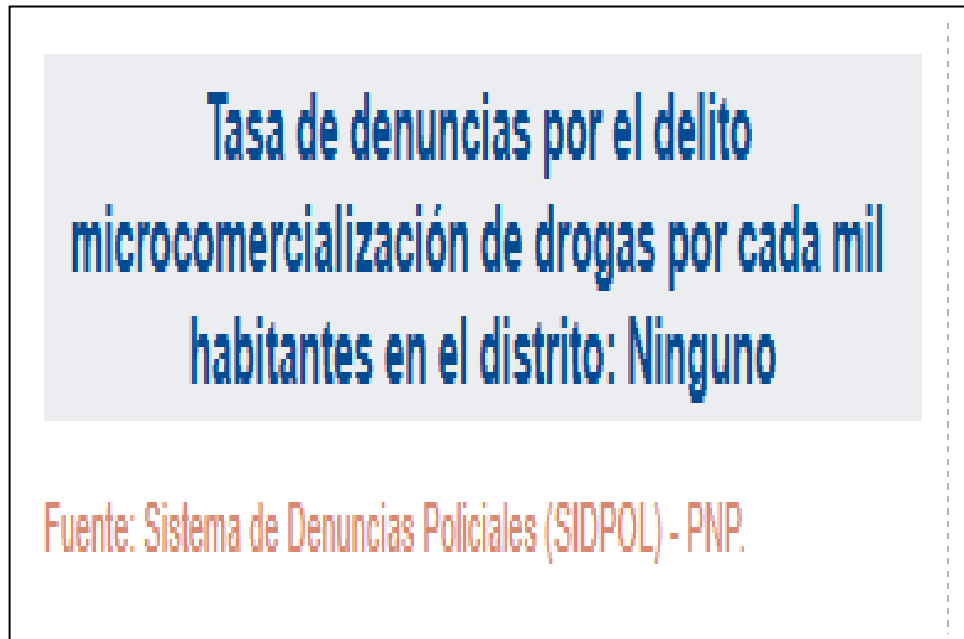 Tasa de denuncias por el delito
microcomercialización de drogas por cada mil
habitantes en el distrito: Ninguno
Fuente: Sistema de Denuncias Policiales (SIDPOL) - PNP.